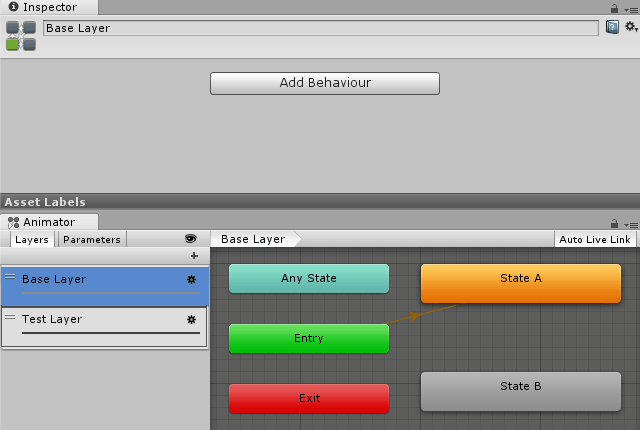 Inspector
Base Layer
Add Behaviour
Asset Labels
Animator
Layers Parameters
Base Layer
Auto Live Link
+
Base Layer
Test Layer
Any State
State A
Entry
State B
Exit